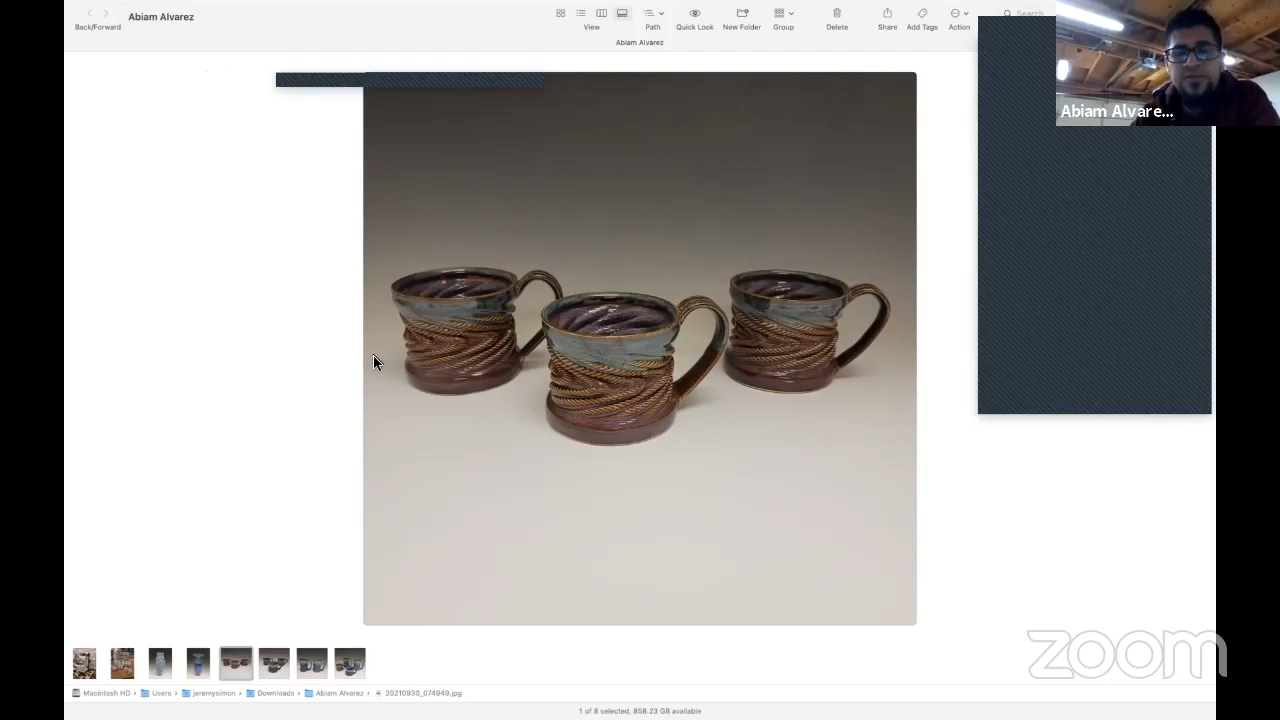 Abiam Alvarez
Back/Forward
View
Path
Quick Look
New Folder
Group
Delete
Share
Add Tags
Action
Search
Abiam Alvarez
Abiam Alvare...
zoom
Macintosh HD › Users › jeremysimon › Downloads › Abiam Alvarez › 20210930_074949.jpg
1 of 8 selected, 858.23 GB available